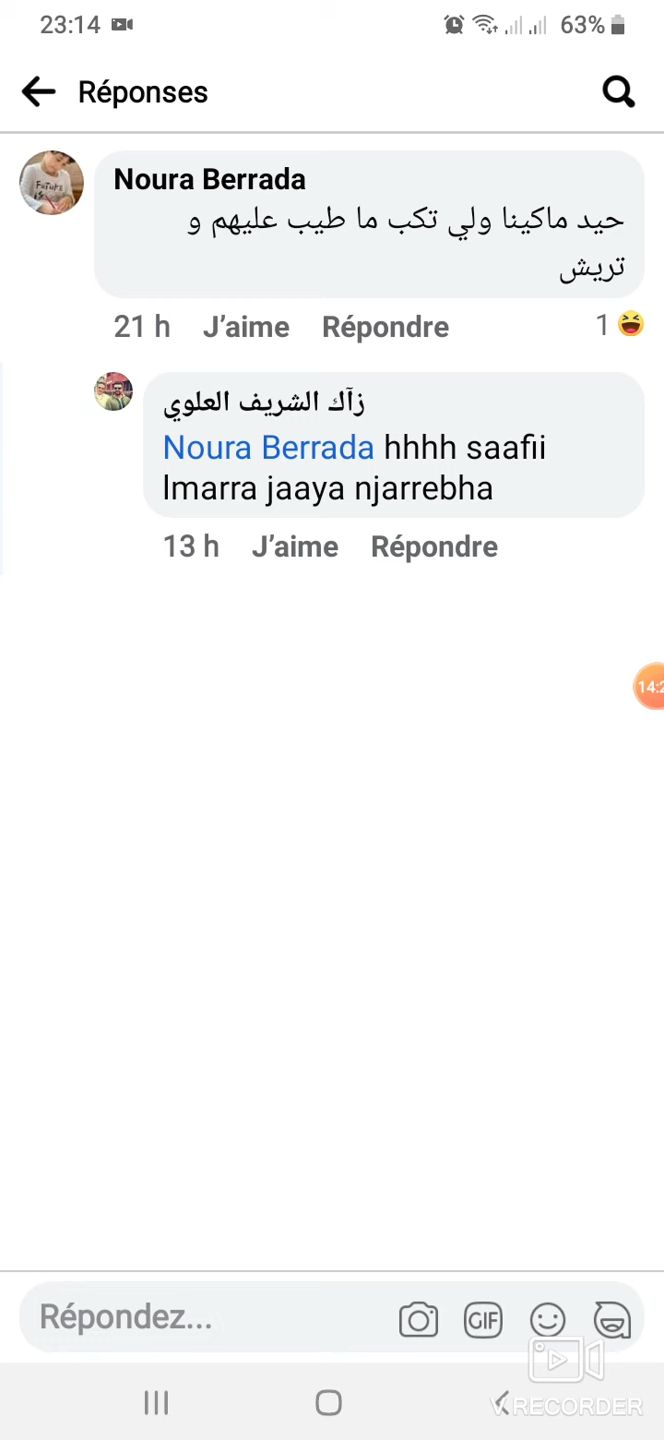 23:14
63%
Réponses
Noura Berrada
حيد ماكينا ولي تكب ما طيب عليهم و
تريش
21 h J’aime Répondre 1
زآك الشريف العلوي
Noura Berrada hhhh saafii
lmarra jaaya njarrebha
13 h J’aime Répondre
Répondez...
GIF
V RECORDER